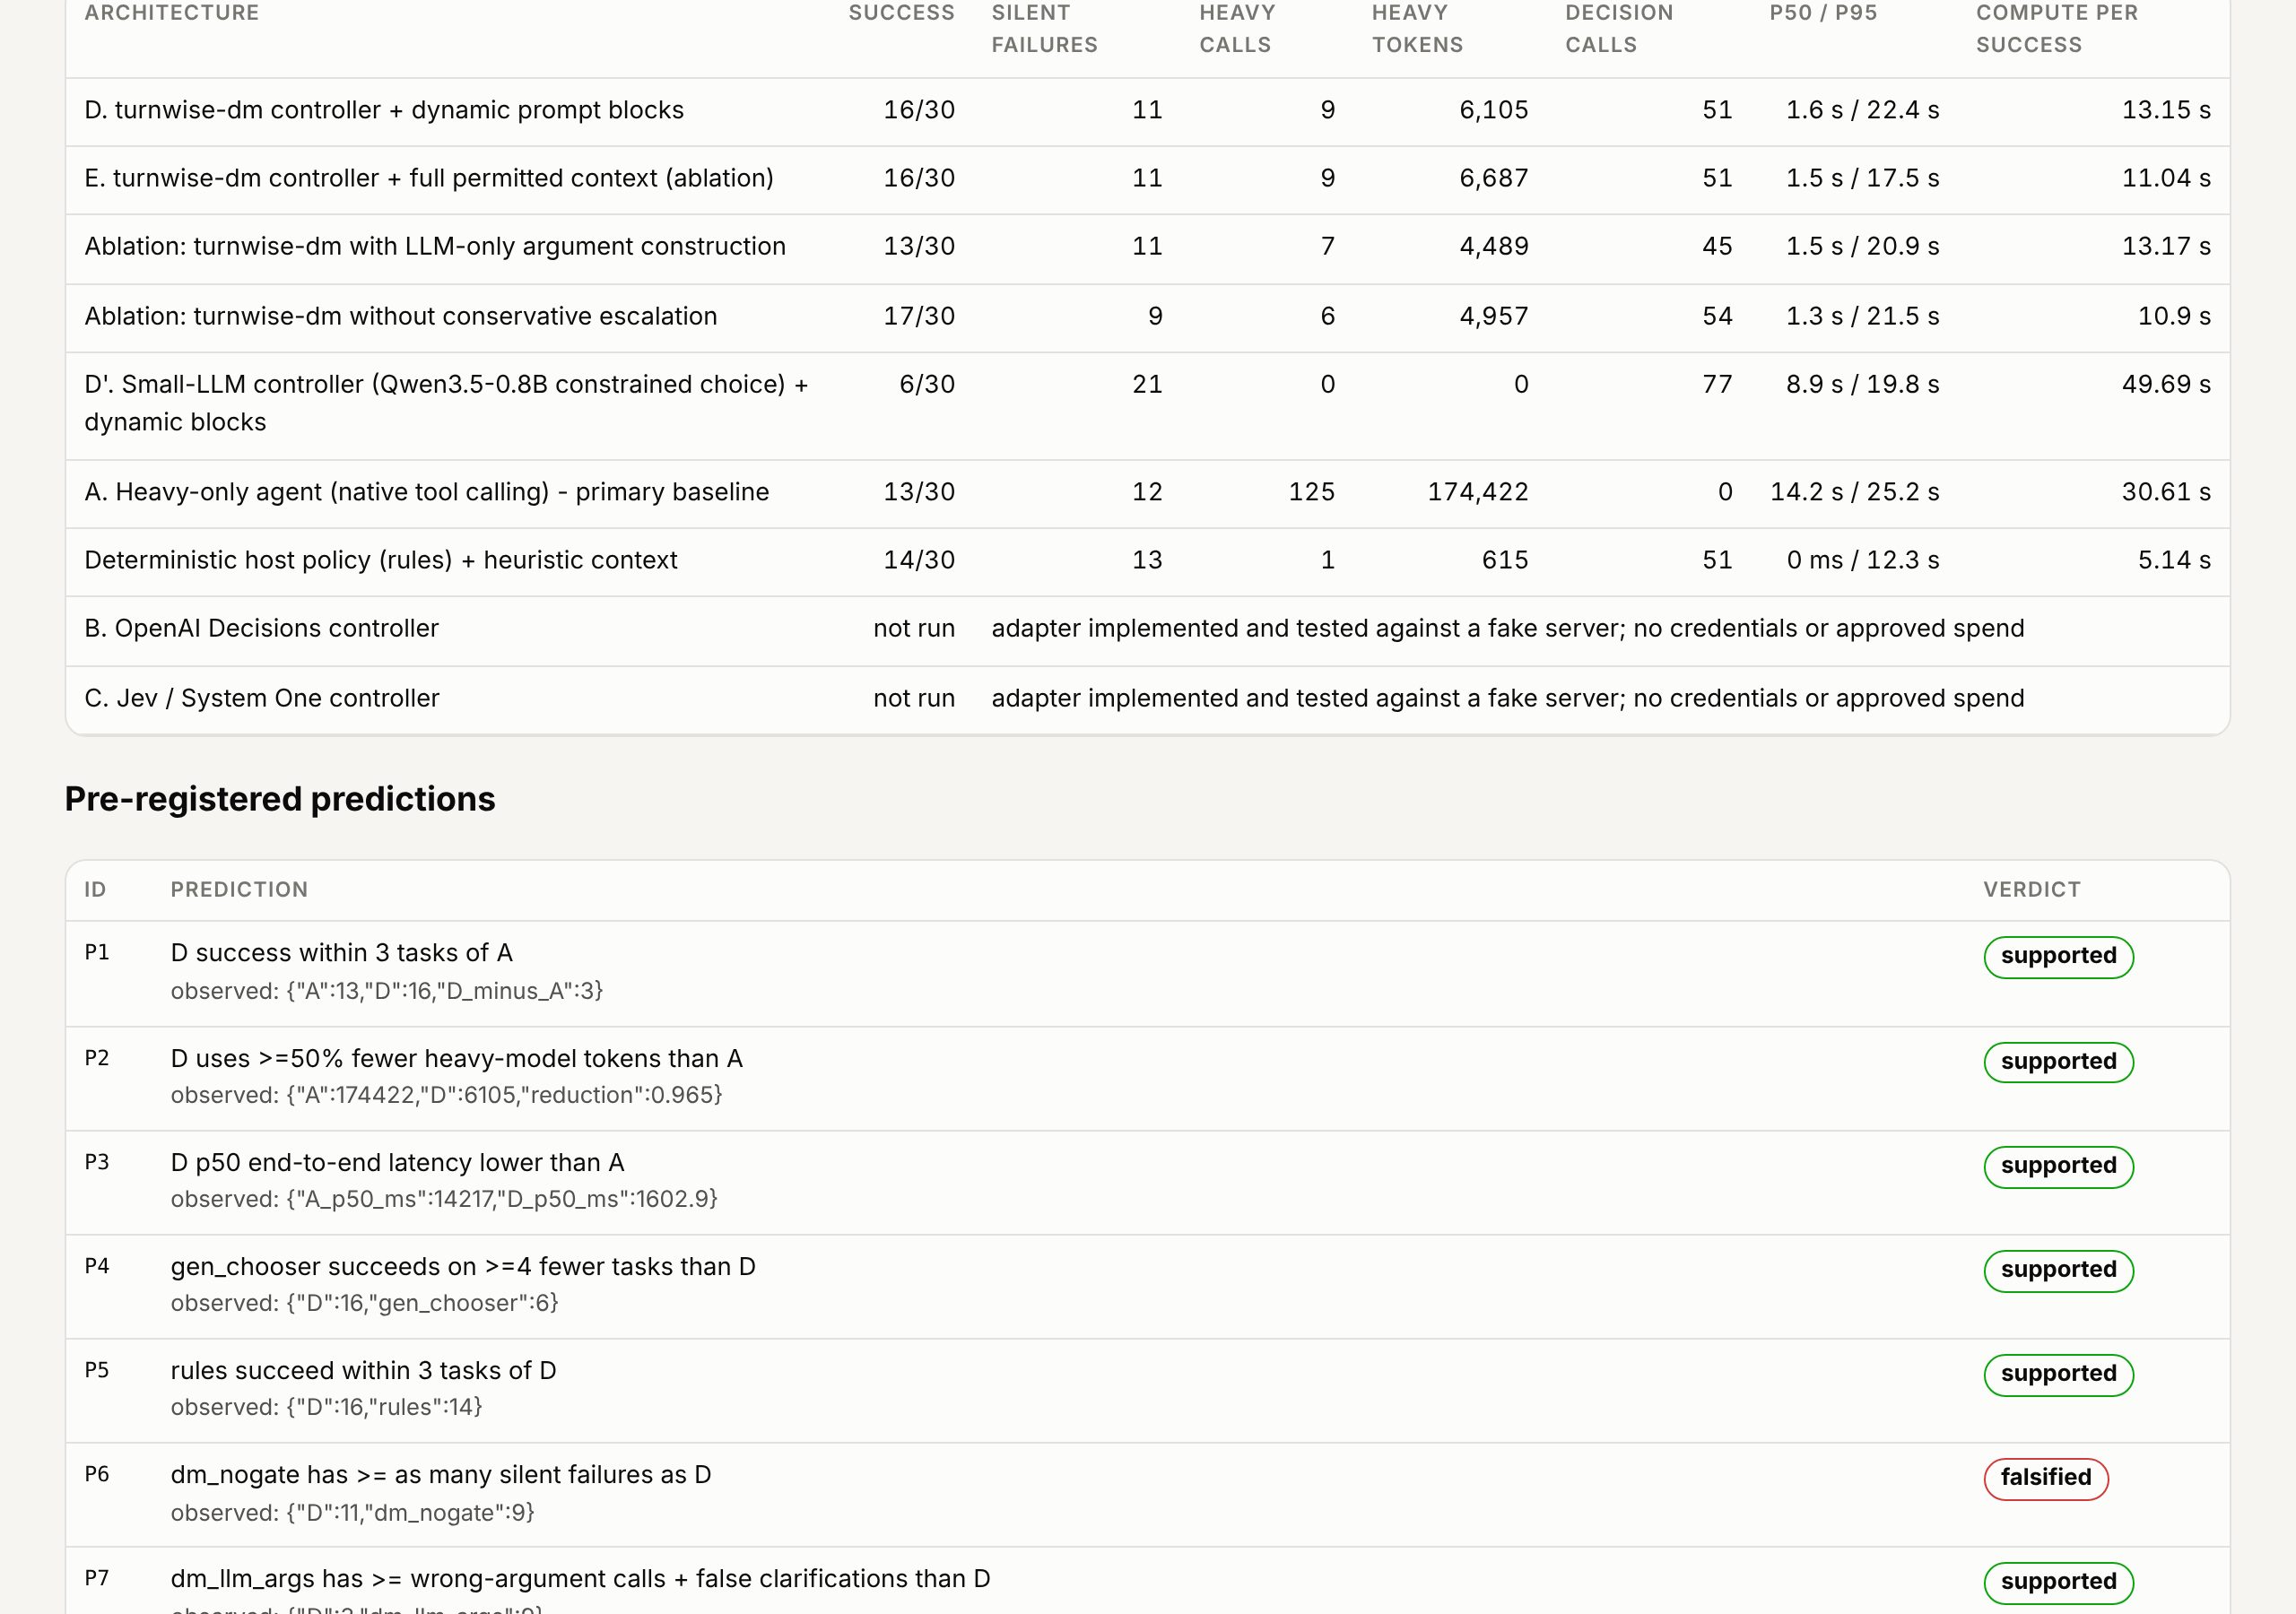 ARCHITECTURE SUCCESS SILENT FAILURES HEAVY CALLS HEAVY TOKENS DECISION CALLS P50 / P95 COMPUTE PER SUCCESS
D. turnwise-dm controller + dynamic prompt blocks 16/30 11 9 6,105 51 1.6 s / 22.4 s 13.15 s
E. turnwise-dm controller + full permitted context (ablation) 16/30 11 9 6,687 51 1.5 s / 17.5 s 11.04 s
Ablation: turnwise-dm with LLM-only argument construction 13/30 11 7 4,489 45 1.5 s / 20.9 s 13.17 s
Ablation: turnwise-dm without conservative escalation 17/30 9 6 4,957 54 1.3 s / 21.5 s 10.9 s
D'. Small-LLM controller (Qwen3.5-0.8B constrained choice) + 6/30 21 0 0 77 8.9 s / 19.8 s 49.69 s
dynamic blocks
A. Heavy-only agent (native tool calling) - primary baseline 13/30 12 125 174,422 0 14.2 s / 25.2 s 30.61 s
Deterministic host policy (rules) + heuristic context 14/30 13 1 615 51 0 ms / 12.3 s 5.14 s
B. OpenAI Decisions controller not run adapter implemented and tested against a fake server; no credentials or approved spend
C. Jev / System One controller not run adapter implemented and tested against a fake server; no credentials or approved spend
Pre-registered predictions
ID PREDICTION VERDICT
P1 D success within 3 tasks of A supported
observed: {"A":13,"D":16,"D_minus_A":3}
P2 D uses >=50% fewer heavy-model tokens than A supported
observed: {"A":174422,"D":6105,"reduction":0.965}
P3 D p50 end-to-end latency lower than A supported
observed: {"A_p50_ms":14217,"D_p50_ms":1602.9}
P4 gen_chooser succeeds on >=4 fewer tasks than D supported
observed: {"D":16,"gen_chooser":6}
P5 rules succeed within 3 tasks of D supported
observed: {"D":16,"rules":14}
P6 dm_nogate has >= as many silent failures as D falsified
observed: {"D":11,"dm_nogate":9}
P7 dm_llm_args has >= wrong-argument calls + false clarifications than D supported